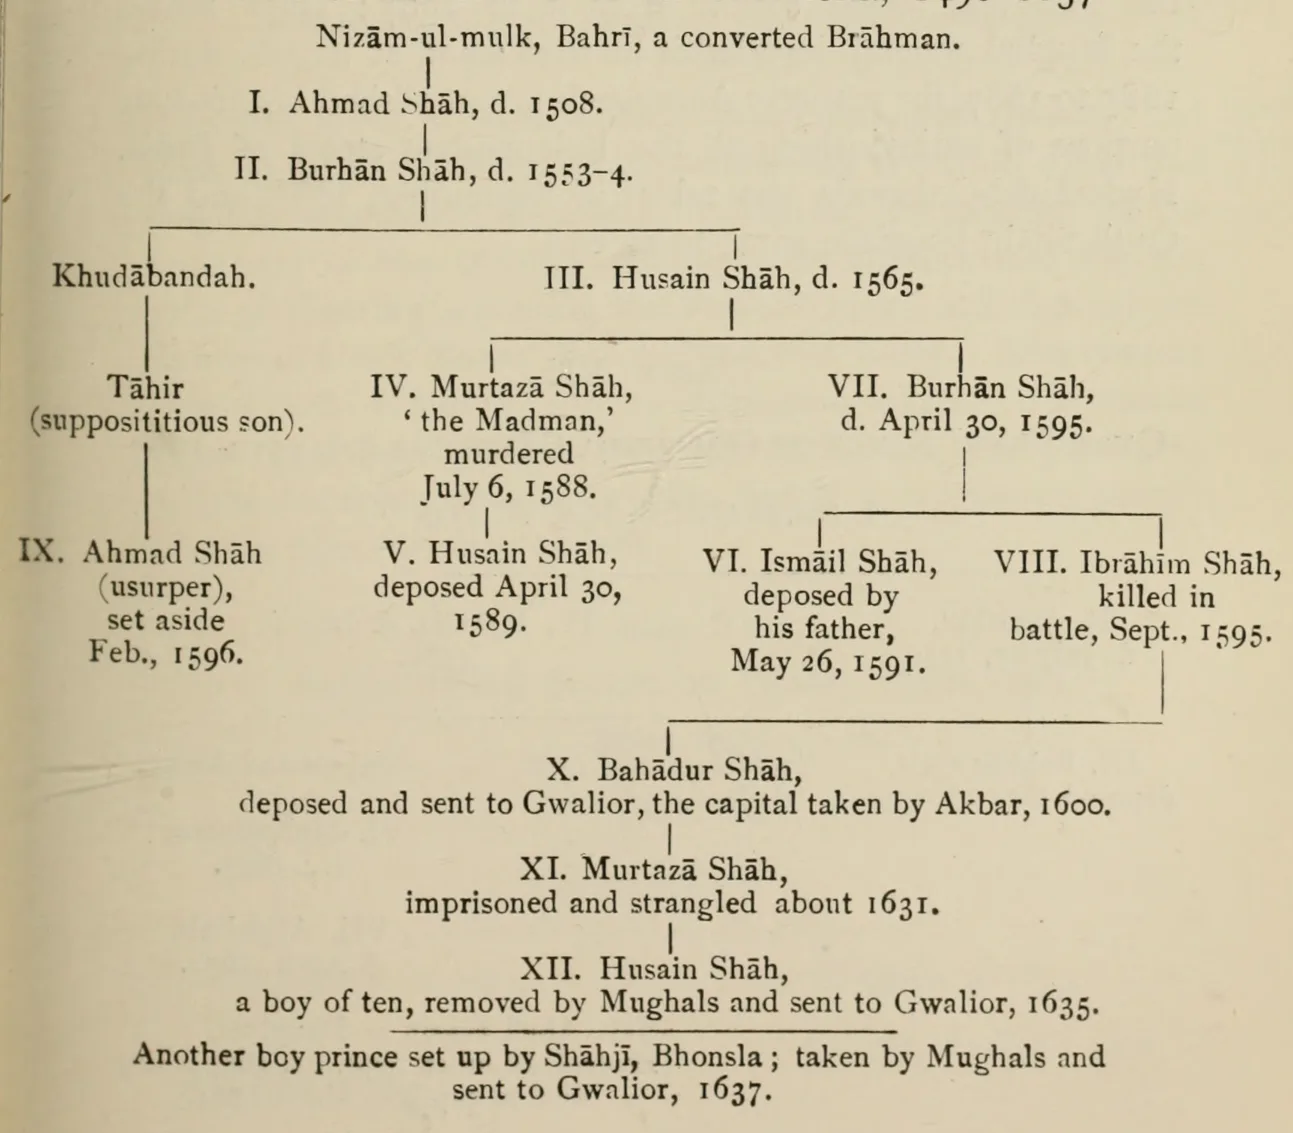 Nizām-ul-mulk, Bahrī, a converted Brāhman.
I. Ahmad Shāh, d. 1508.
II. Burhān Shāh, d. 1553-4.
Khudābandah.
III. Husain Shāh, d. 1565.
Tāhir
(supposititious son).
IV. Murtazā Shāh,
‘ the Madman,’
murdered
July 6, 1588.
VII. Burhān Shāh,
d. April 30, 1595.
IX. Ahmad Shāh
(usurper),
set aside
Feb., 1596.
V. Husain Shāh,
deposed April 30,
1589.
VI. Ismāil Shāh,
deposed by
his father,
May 26, 1591.
VIII. Ibrāhīm Shāh,
killed in
battle, Sept., 1595.
X. Bahādur Shāh,
deposed and sent to Gwalior, the capital taken by Akbar, 1600.
XI. Murtazā Shāh,
imprisoned and strangled about 1631.
XII. Husain Shāh,
a boy of ten, removed by Mughals and sent to Gwalior, 1635.
Another boy prince set up by Shāhjī, Bhonsla ; taken by Mughals and
sent to Gwalior, 1637.